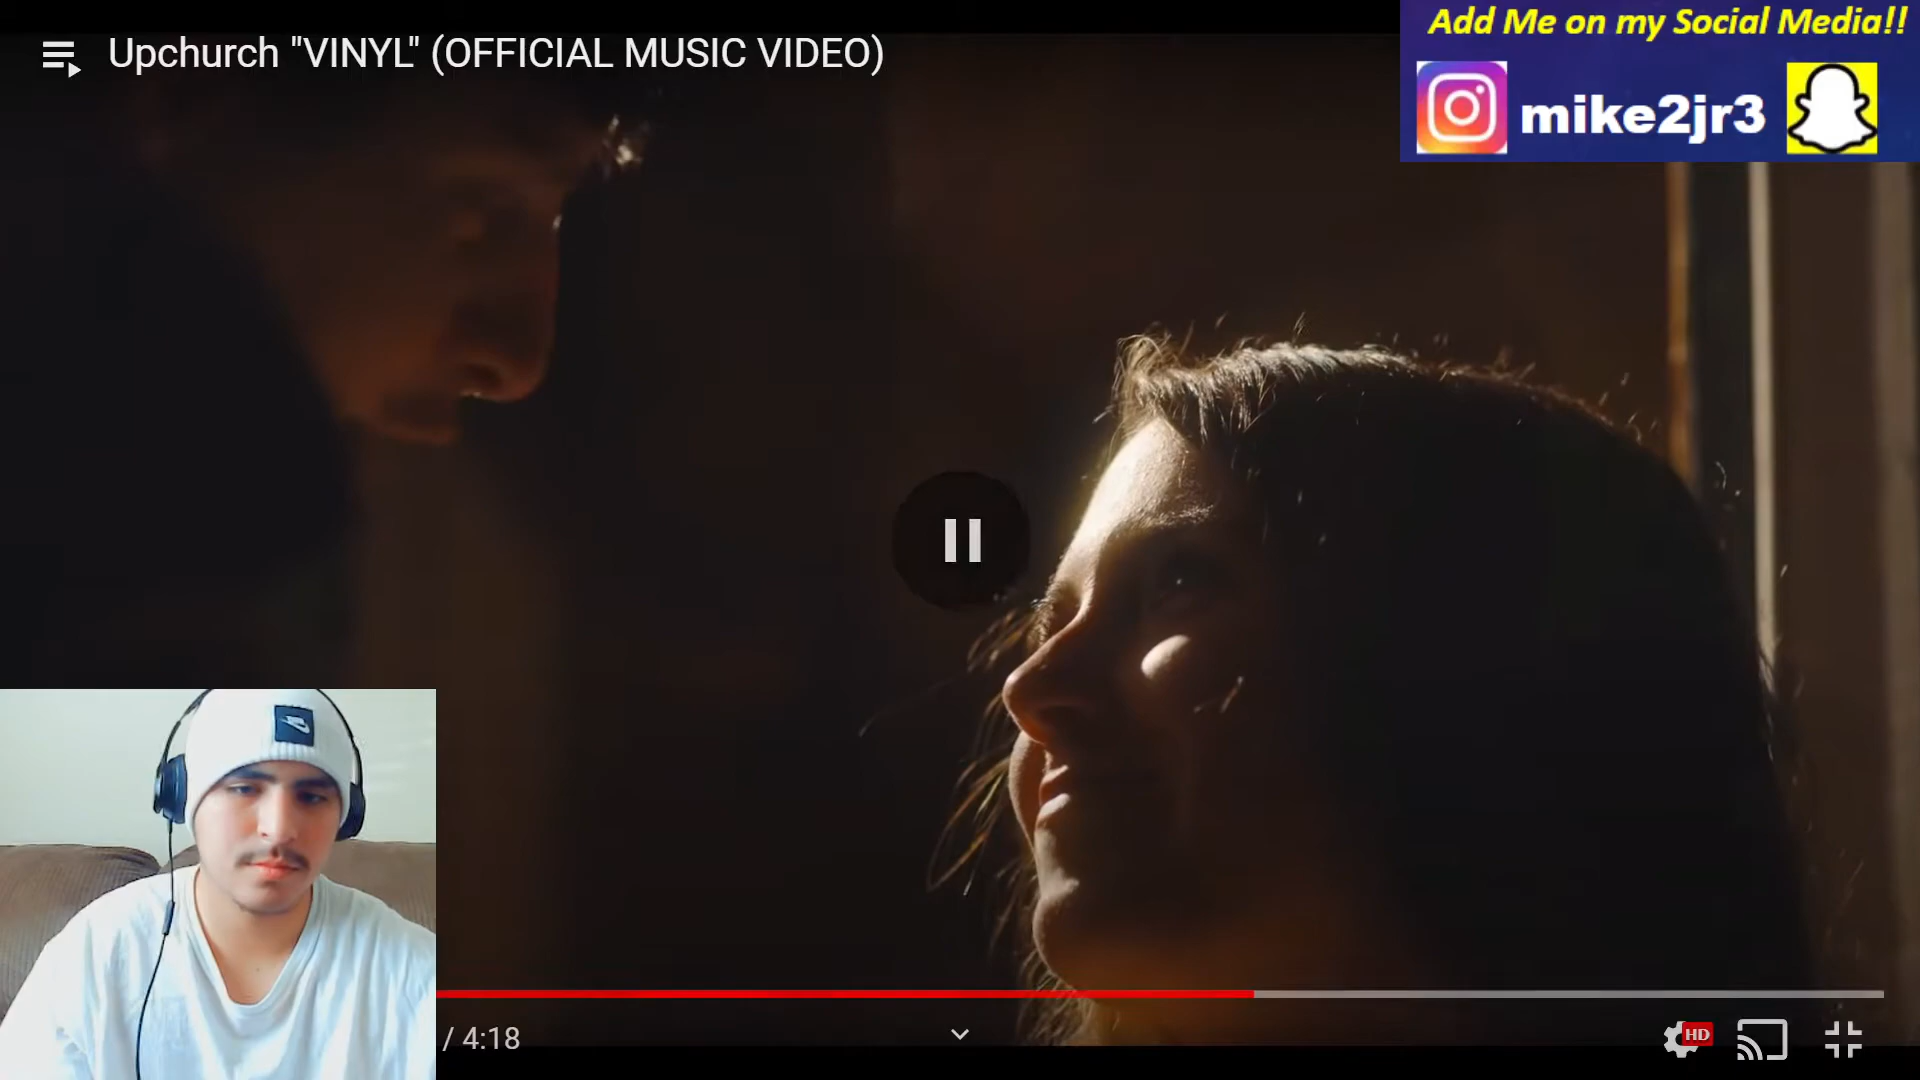 Upchurch "VINYL" (OFFICIAL MUSIC VIDEO)
Add Me on my Social Media!!
mike2jr3
/ 4:18
HD